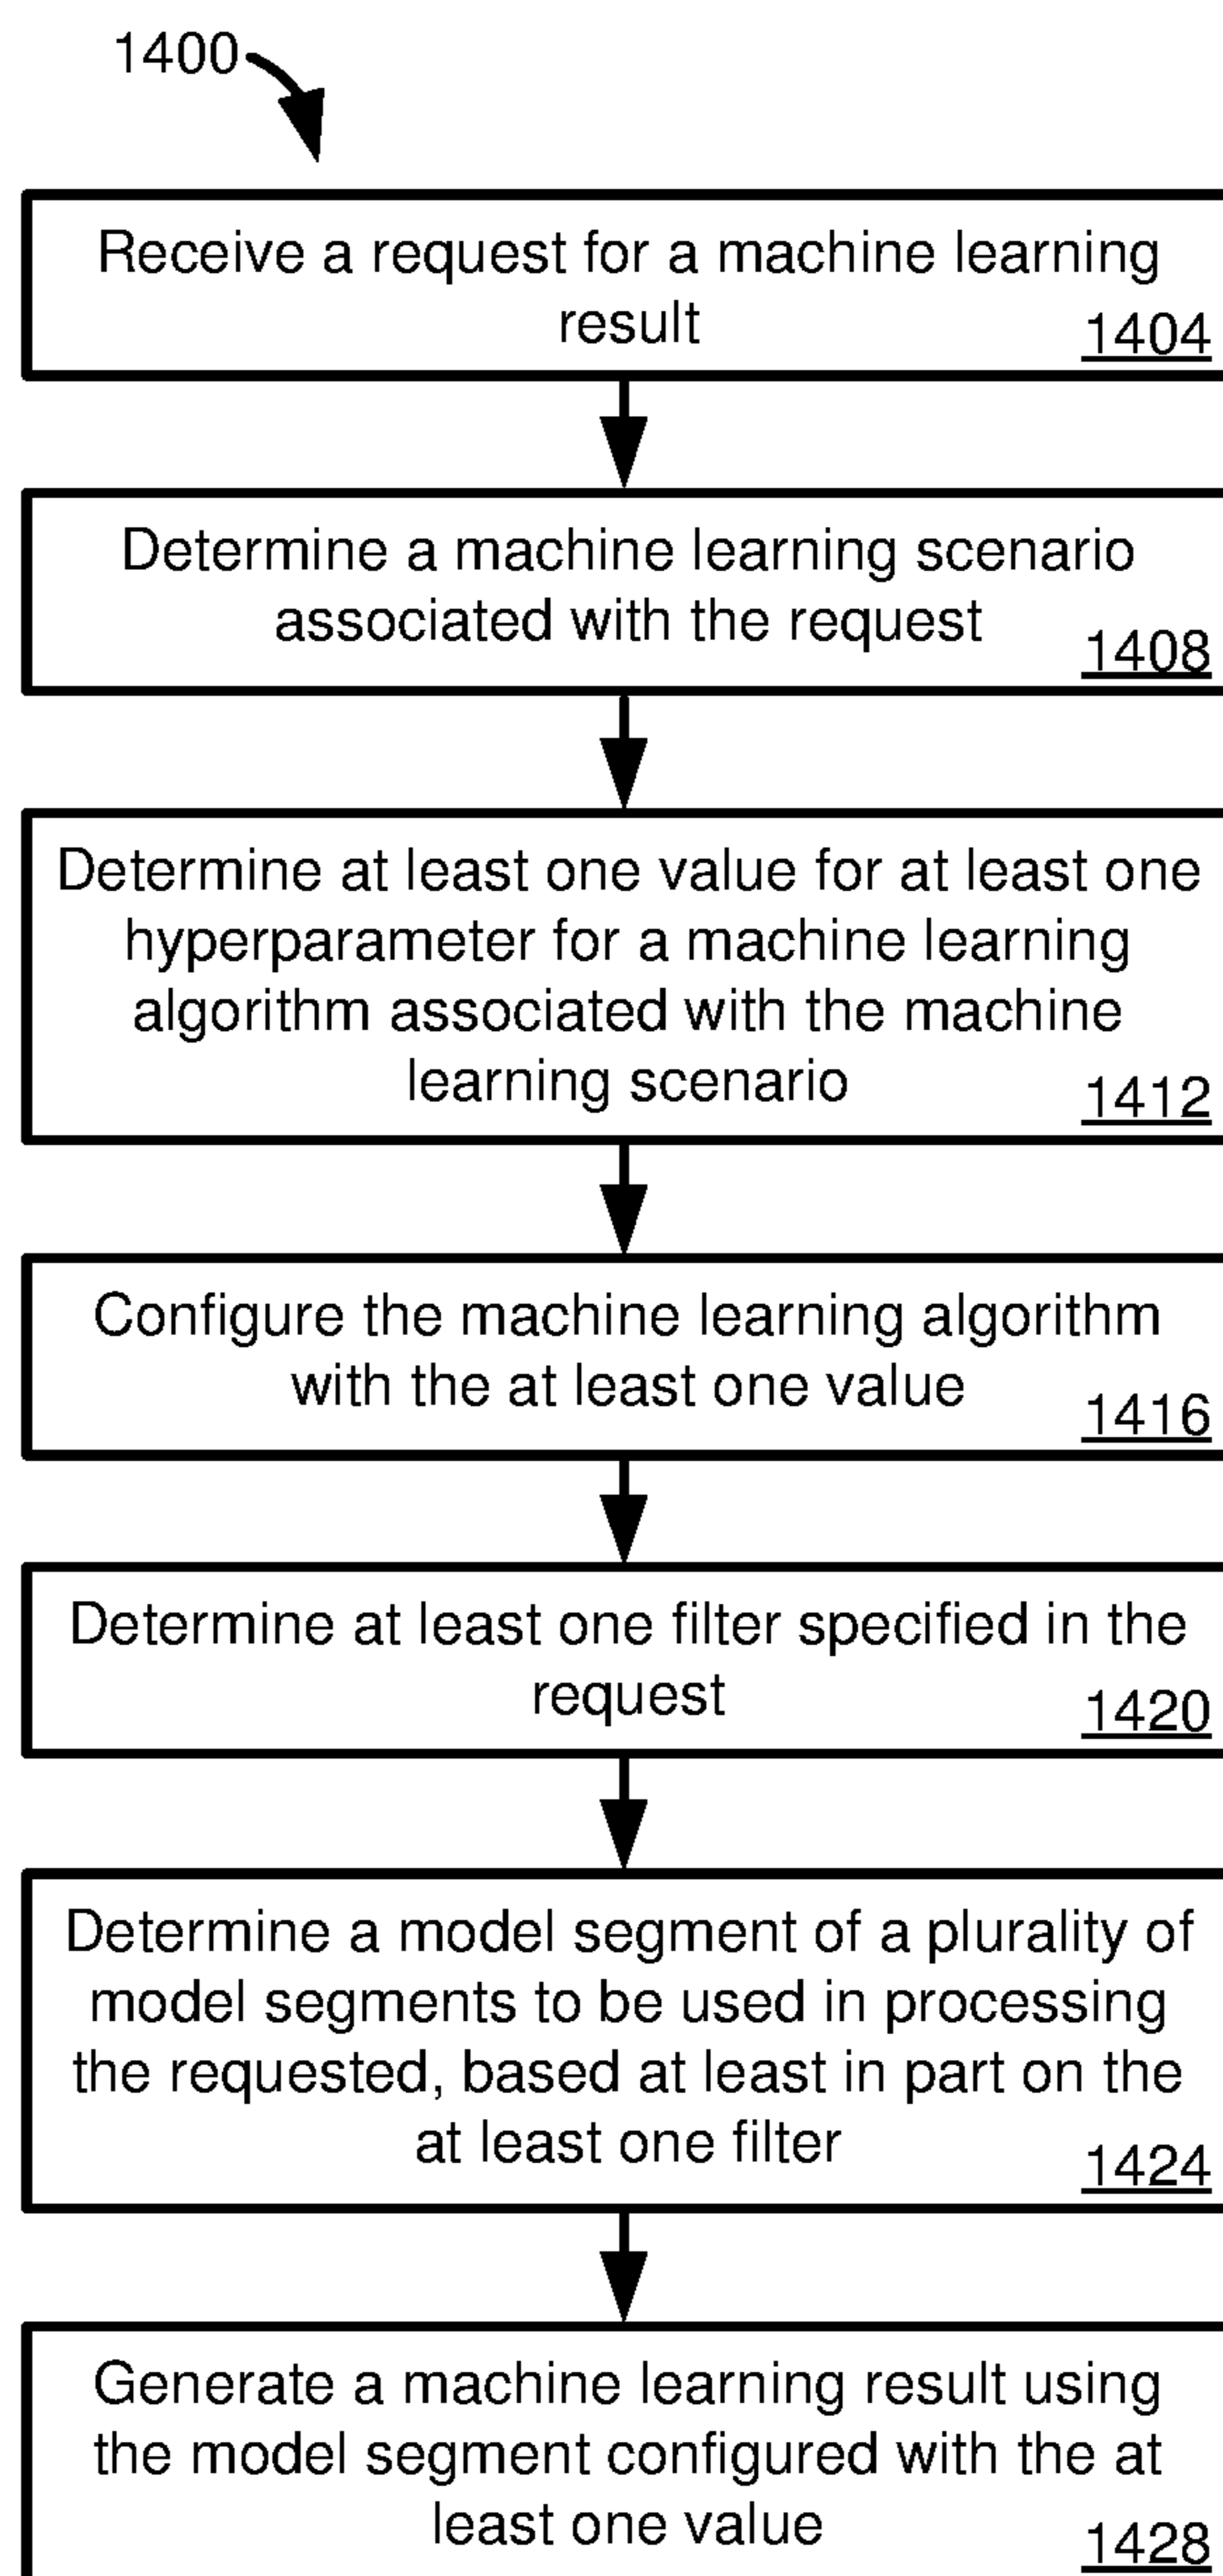 1400
Receive a request for a machine learning
result
1404
Determine a machine learning scenario
associated with the request
1408
Determine at least one value for at least one
hyperparameter for a machine learning
algorithm associated with the machine
learning scenario
1412
Configure the machine learning algorithm
with the at least one value
1416
Determine at least one filter specified in the
request
1420
Determine a model segment of a plurality of
model segments to be used in processing
the requested, based at least in part on the
at least one filter
1424
Generate a machine learning result using
the model segment configured with the at
least one value
1428